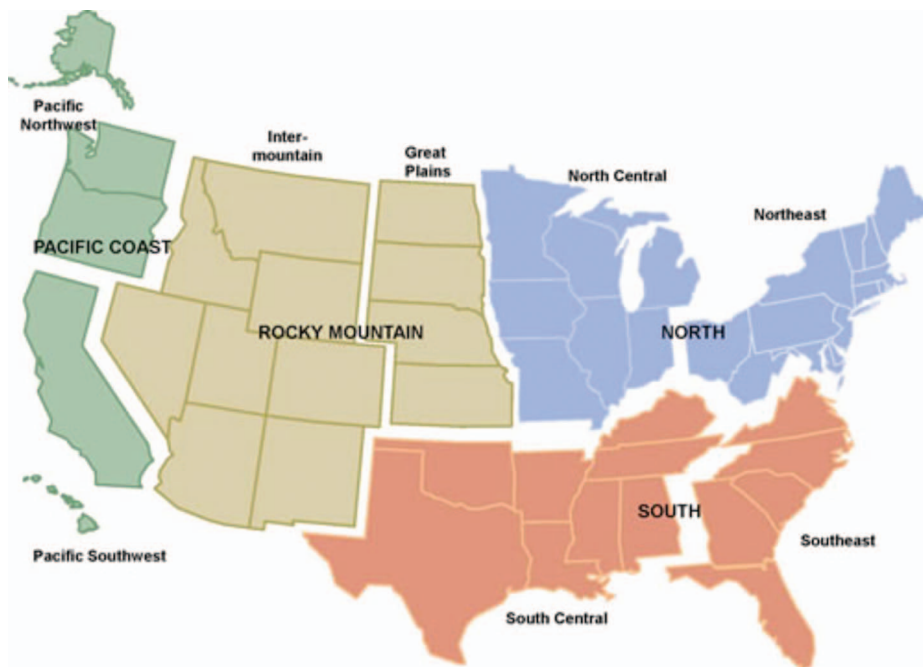 Pacific
Northwest
Inter-
mountain
Great
Plains
North Central
Northeast
PACIFIC COAST
ROCKY MOUNTAIN
NORTH
SOUTH
Southeast
Pacific Southwest
South Central